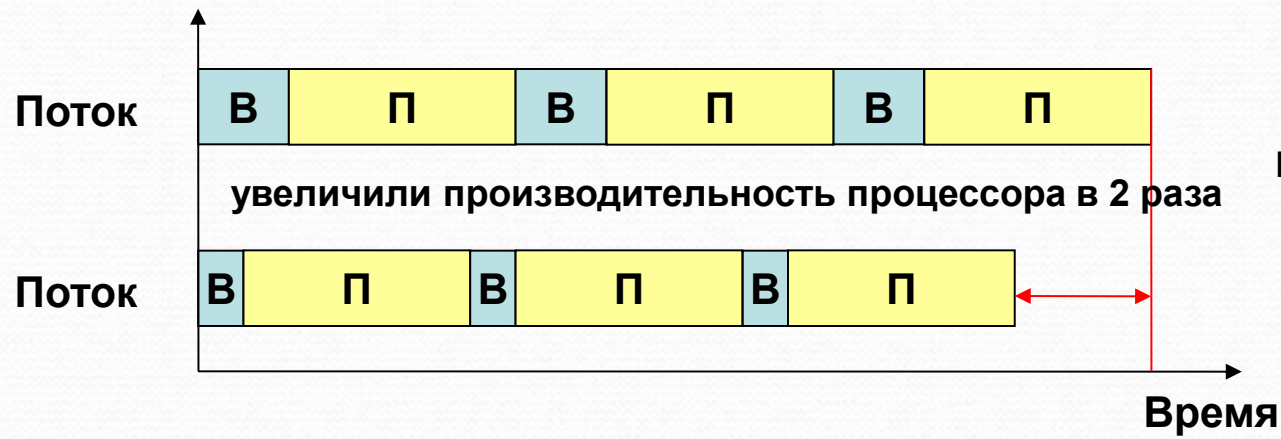 Поток В П В П В П
увеличили производительность процессора в 2 раза
Поток В П В П В П
Время